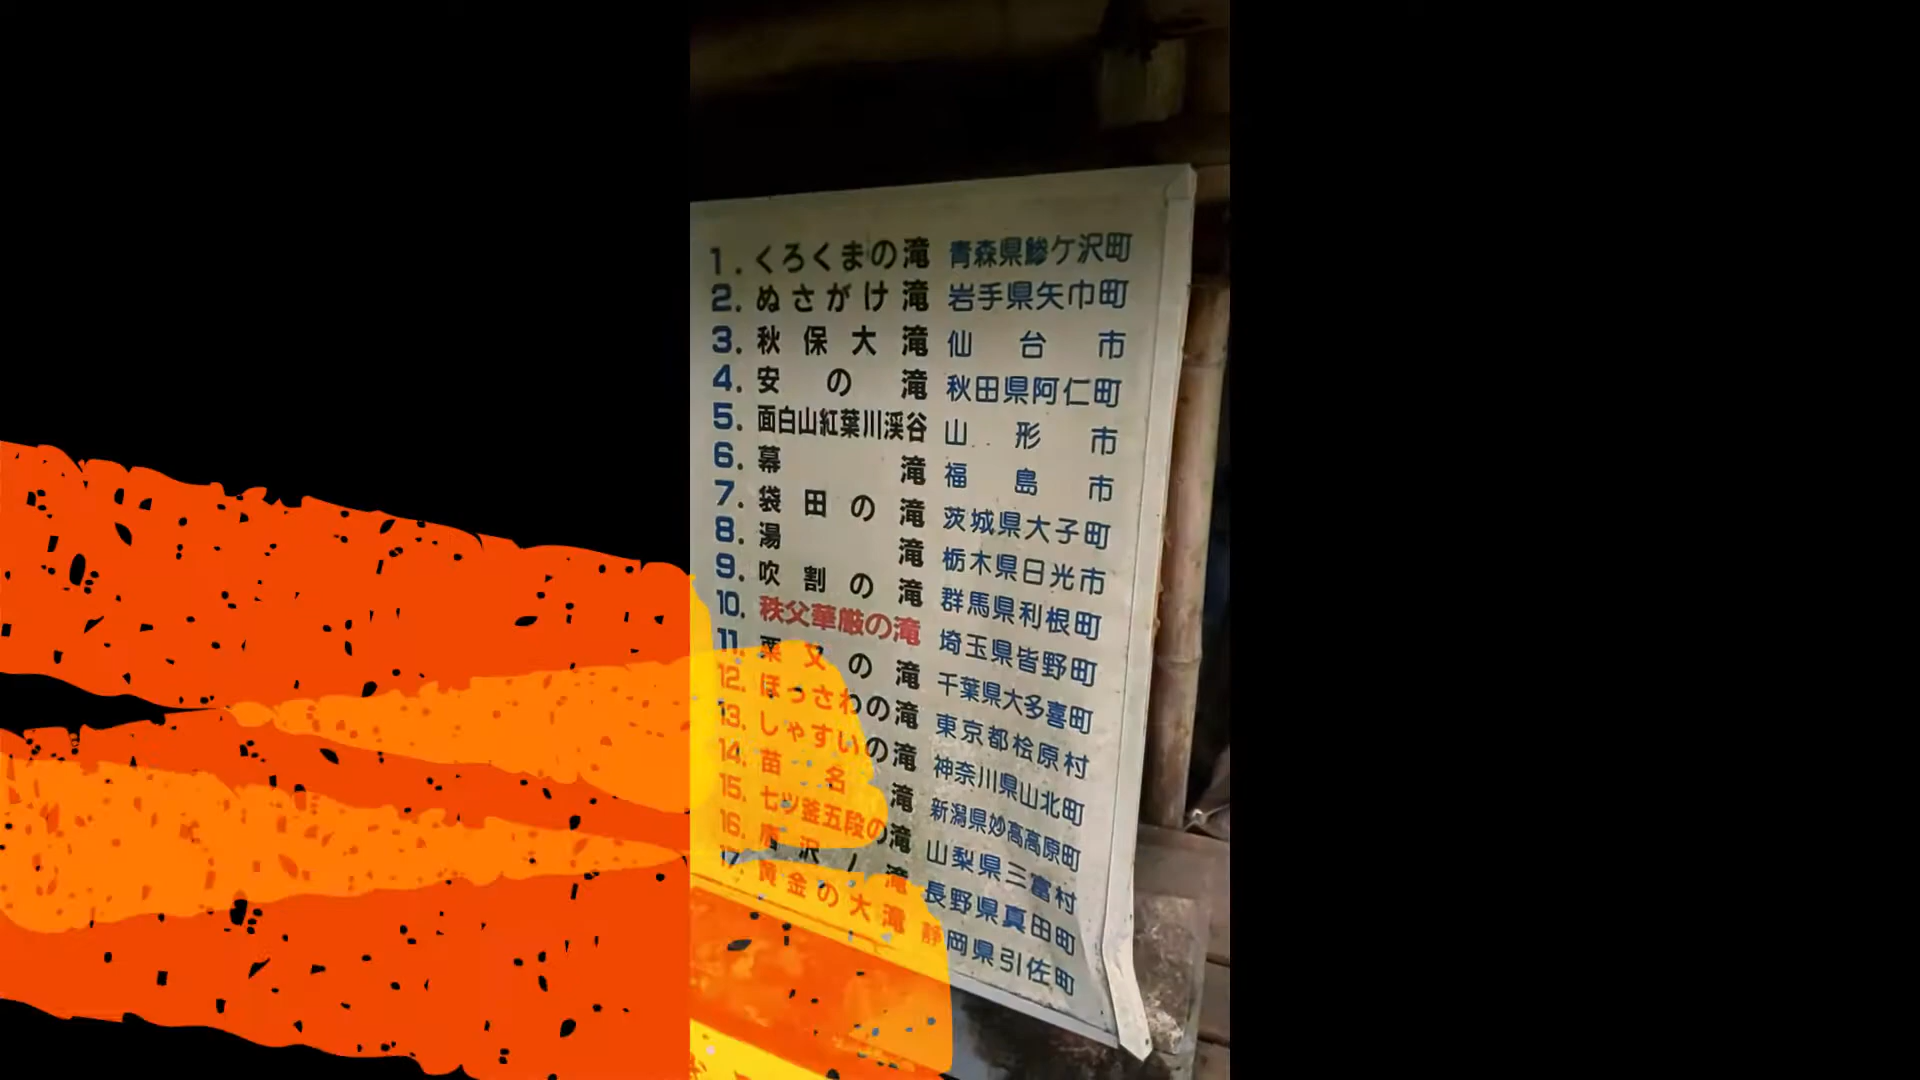 1. くろくまの滝 青森県鰺ケ沢町
2. ぬさがけ滝 岩手県矢巾町
3. 秋保大滝 仙台市
4. 安の滝 秋田県阿仁町
5. 面白山紅葉川渓谷 山形市
6. 幕滝 福島市
7. 袋田の滝 茨城県大子町
8. 湯滝 栃木県日光市
9. 吹割の滝 群馬県利根町
10. 秩父華厳の滝 埼玉県皆野町
11. 栗又の滝 千葉県大多喜町
12. ほっさわの滝 東京都桧原村
13. しゃすいの滝 神奈川県山北町
14. 苗名滝 新潟県妙高高原町
15. 七ツ釜五段の滝 山梨県三富村
16. 唐沢ノ滝 長野県真田町
17. 黄金の大滝 静岡県引佐町